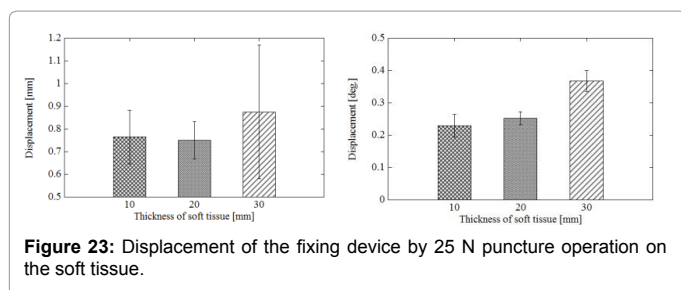 1.2
1.1
1
0.9
0.8
0.7
0.6
0.5
Displacement [mm]
10 20 30
Thickness of soft tissue [mm]
0.5
0.4
0.3
0.2
0.1
0
Displacement [deg.]
10 20 30
Thickness of soft tissue [mm]
Figure 23: Displacement of the fixing device by 25 N puncture operation on
the soft tissue.